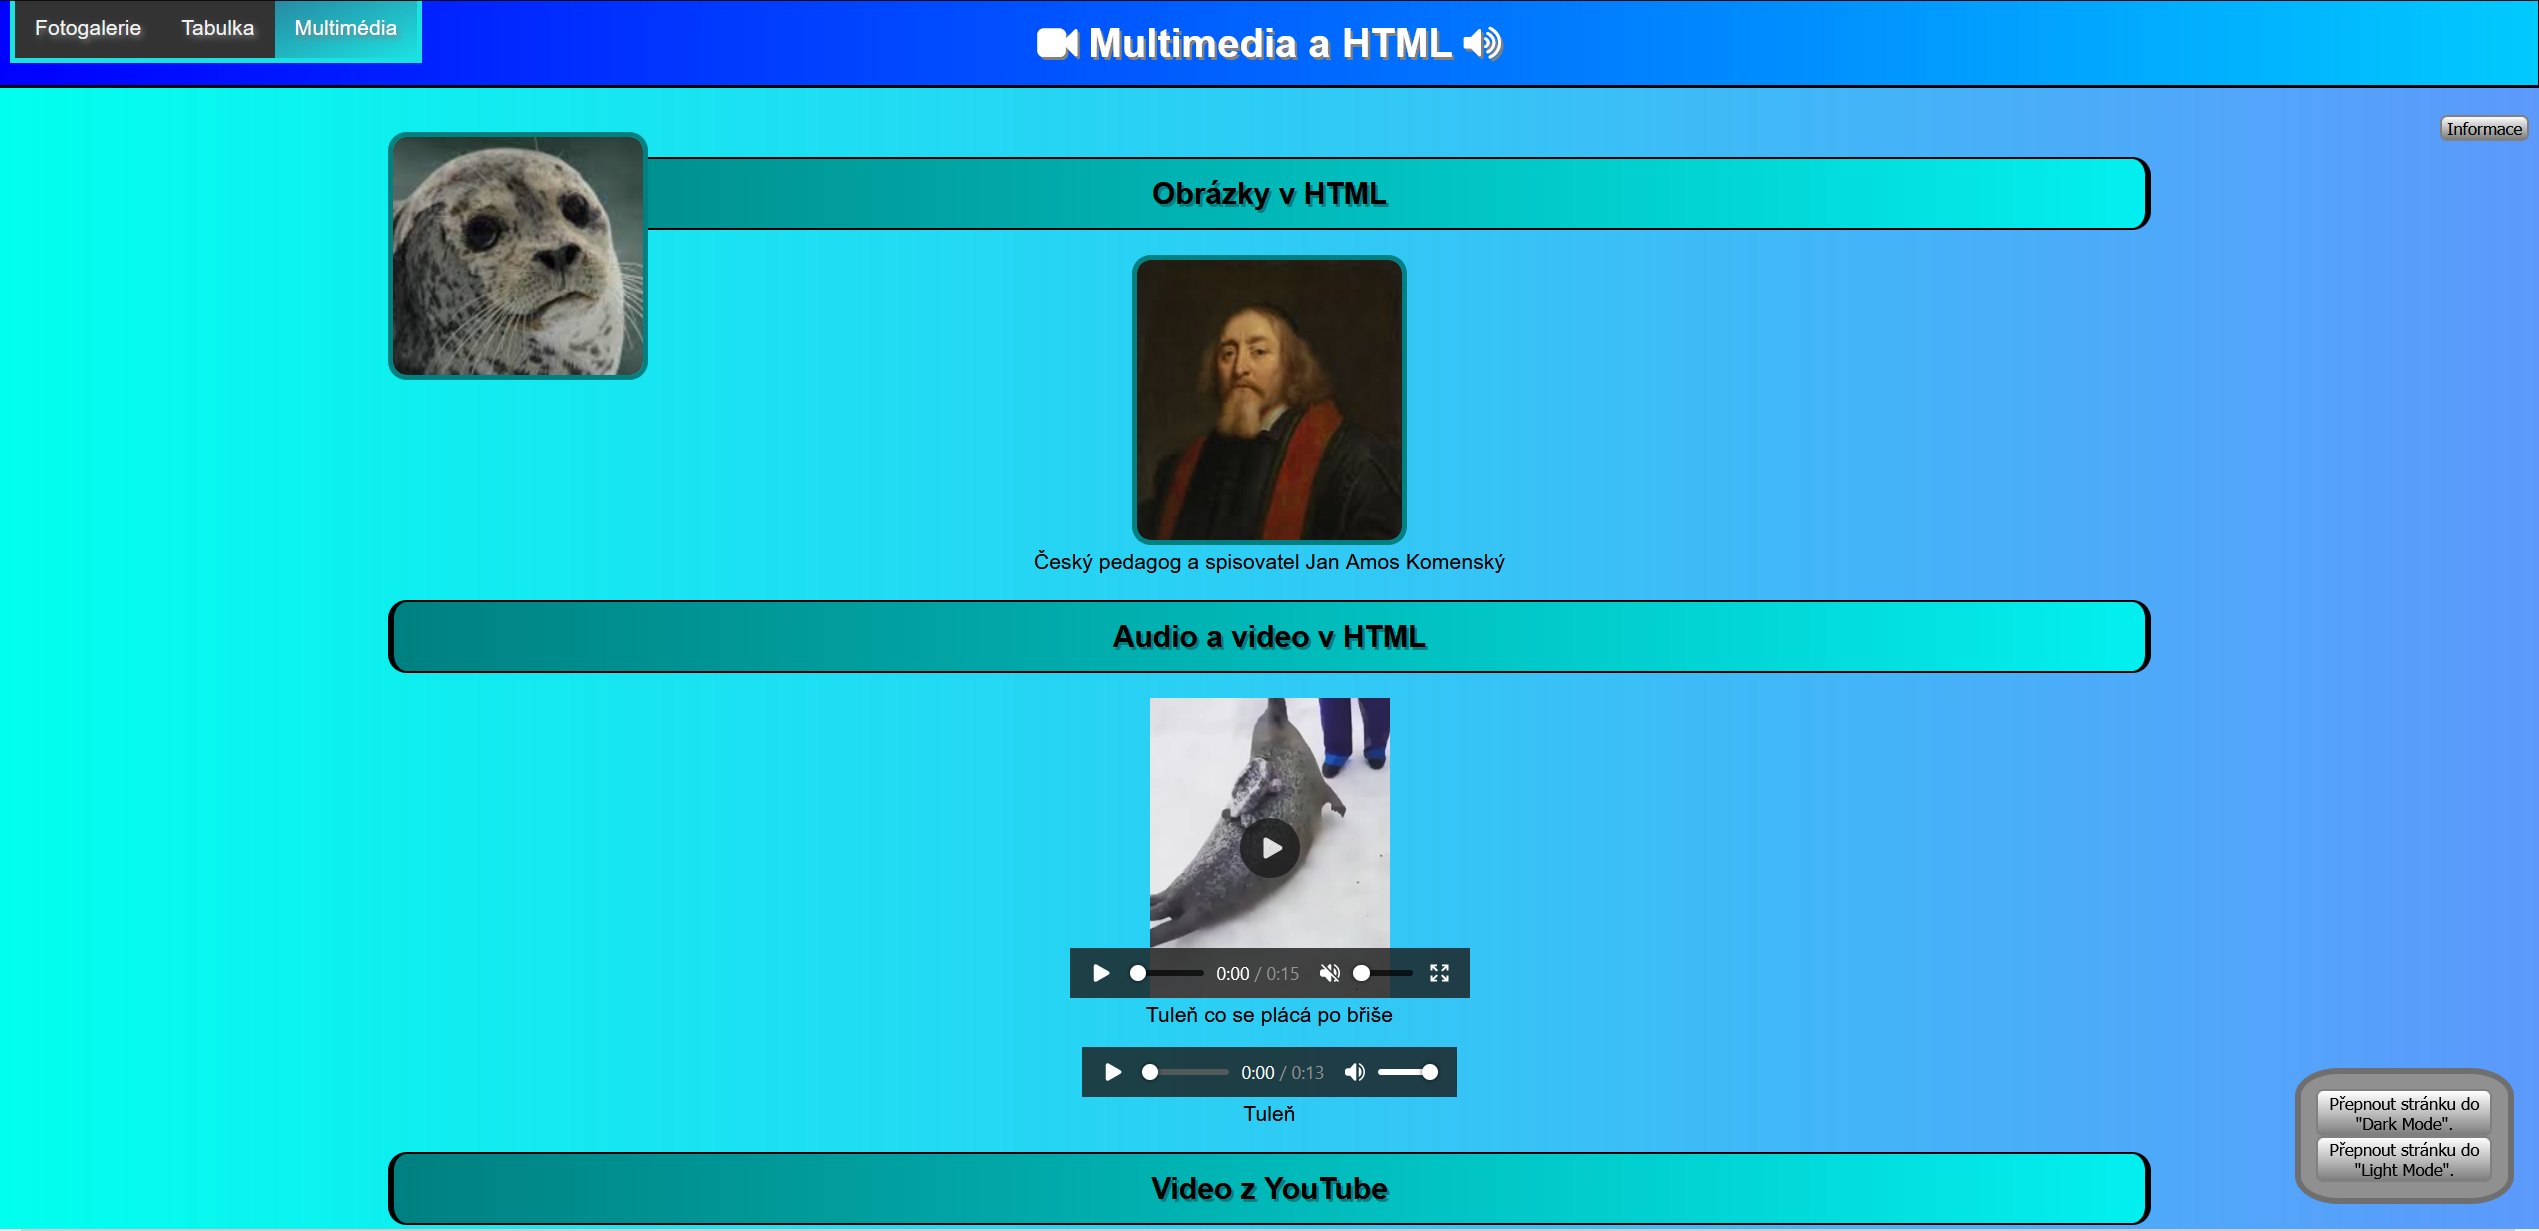 Fotogalerie Tabulka Multimédia
Multimedia a HTML
Informace
Obrázky v HTML
Český pedagog a spisovatel Jan Amos Komenský
Audio a video v HTML
0:00 / 0:15
Tuleň co se plácá po břiše
0:00 / 0:13
Tuleň
Přepnout stránku do
"Dark Mode".
Přepnout stránku do
"Light Mode".
Video z YouTube